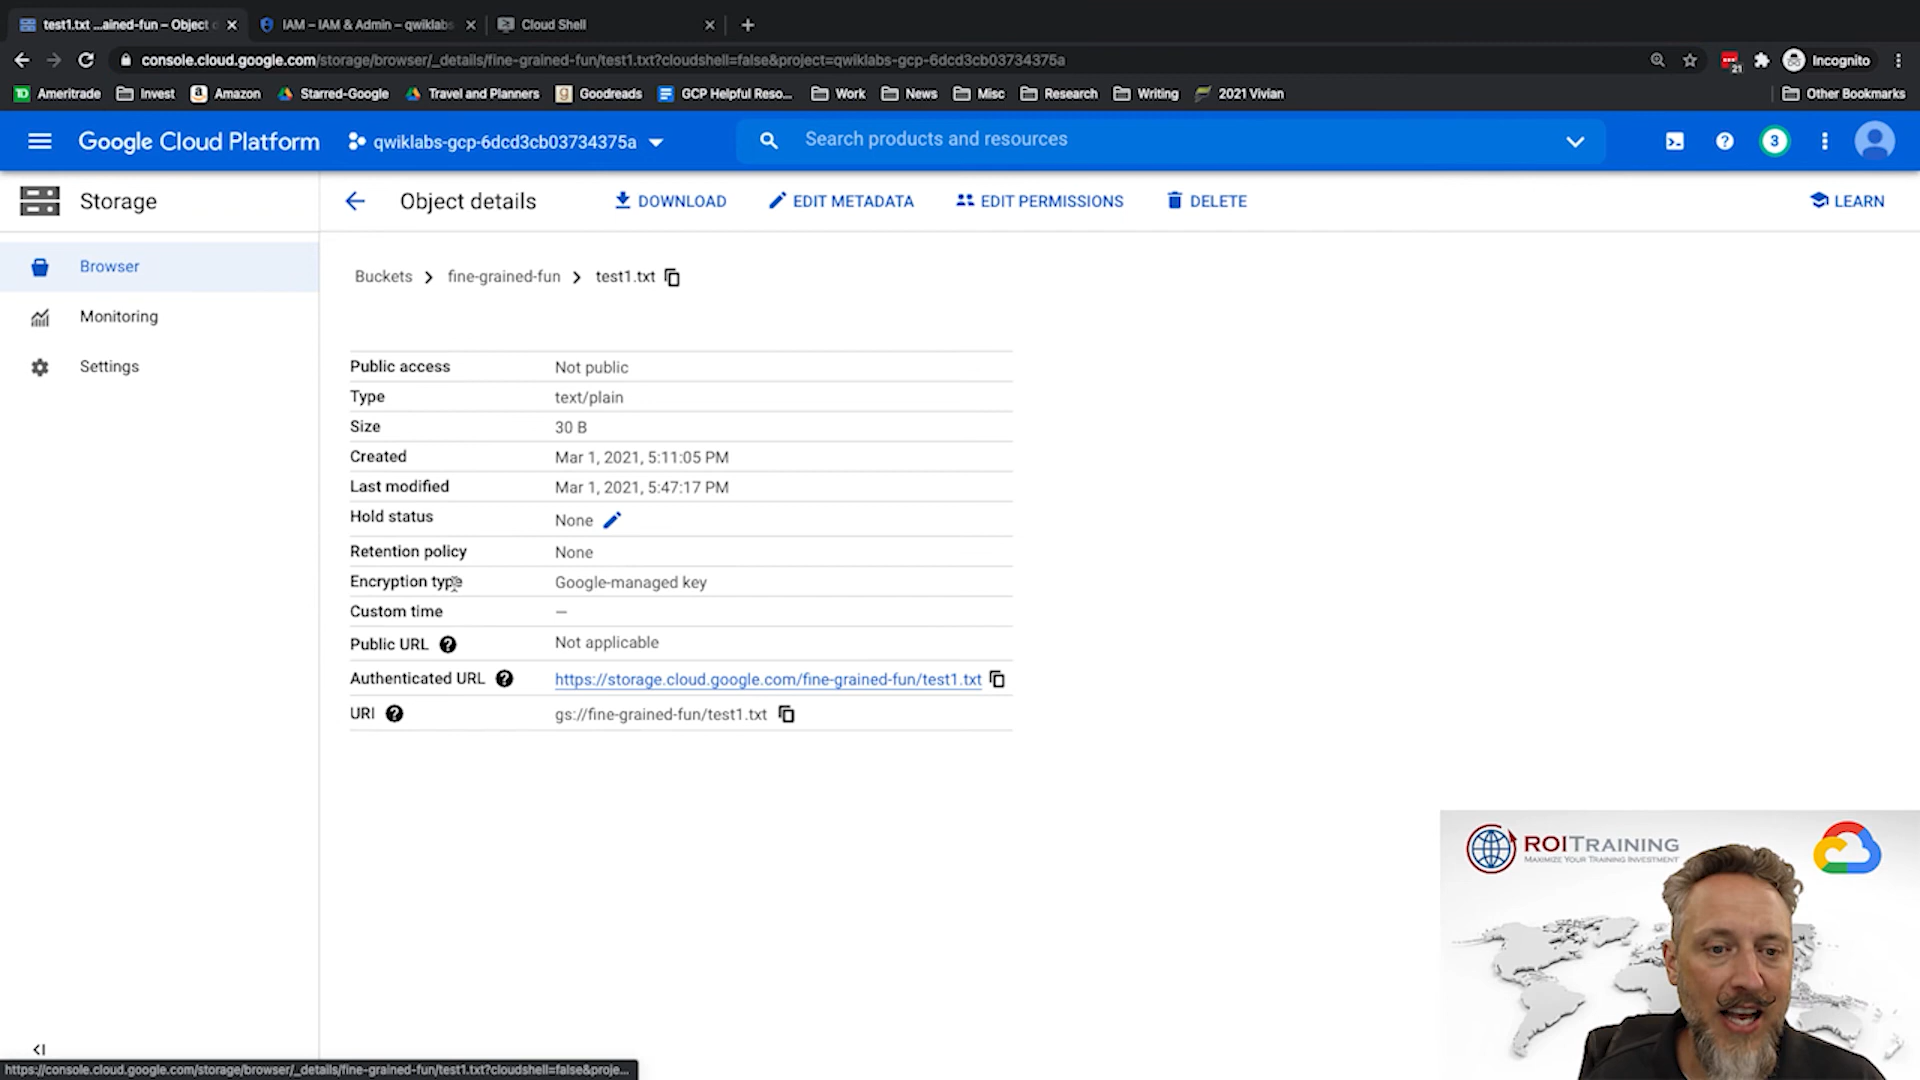 test1.txt ...ained-fun – Object d
IAM – IAM & Admin – qwiklabs
Cloud Shell
console.cloud.google.com/storage/browser/_details/fine-grained-fun/test1.txt?cloudshell=false&project=qwiklabs-gcp-6dcd3cb03734375a
21
Incognito
Ameritrade
Invest
Amazon
Starred-Google
Travel and Planners
Goodreads
GCP Helpful Reso...
Work
News
Misc
Research
Writing
2021 Vivian
Other Bookmarks
Google Cloud Platform
qwiklabs-gcp-6dcd3cb03734375a
Search products and resources
3
Storage
Object details
DOWNLOAD
EDIT METADATA
EDIT PERMISSIONS
DELETE
LEARN
Browser
Monitoring
Settings
Buckets > fine-grained-fun > test1.txt
Public access Not public
Type text/plain
Size 30 B
Created Mar 1, 2021, 5:11:05 PM
Last modified Mar 1, 2021, 5:47:17 PM
Hold status None
Retention policy None
Encryption type Google-managed key
Custom time —
Public URL ? Not applicable
Authenticated URL ? https://storage.cloud.google.com/fine-grained-fun/test1.txt
URI ? gs://fine-grained-fun/test1.txt
ROITRAINING
MAXIMIZE YOUR TRAINING INVESTMENT
https://console.cloud.google.com/storage/browser/_details/fine-grained-fun/test1.txt?cloudshell=false&proje...